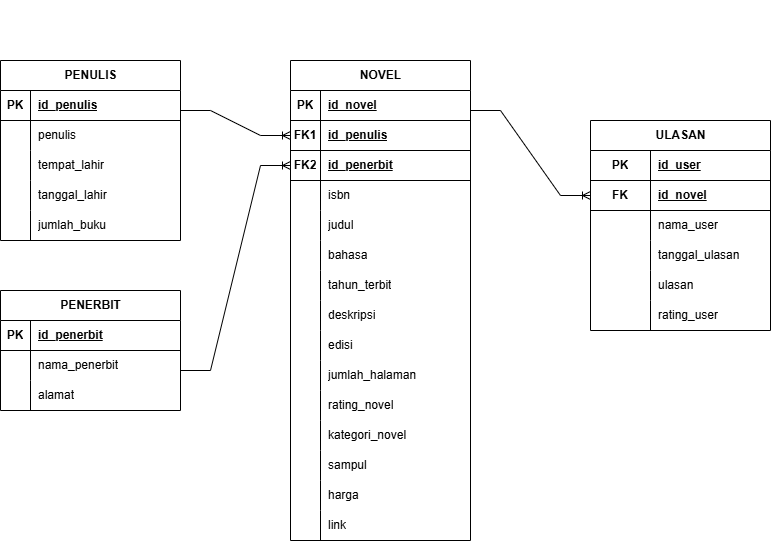 PENULIS
PK id_penulis
penulis
tempat_lahir
tanggal_lahir
jumlah_buku
PENERBIT
PK id_penerbit
nama_penerbit
alamat
NOVEL
PK id_novel
FK1 id_penulis
FK2 id_penerbit
isbn
judul
bahasa
tahun_terbit
deskripsi
edisi
jumlah_halaman
rating_novel
kategori_novel
sampul
harga
link
ULASAN
PK id_user
FK id_novel
nama_user
tanggal_ulasan
ulasan
rating_user